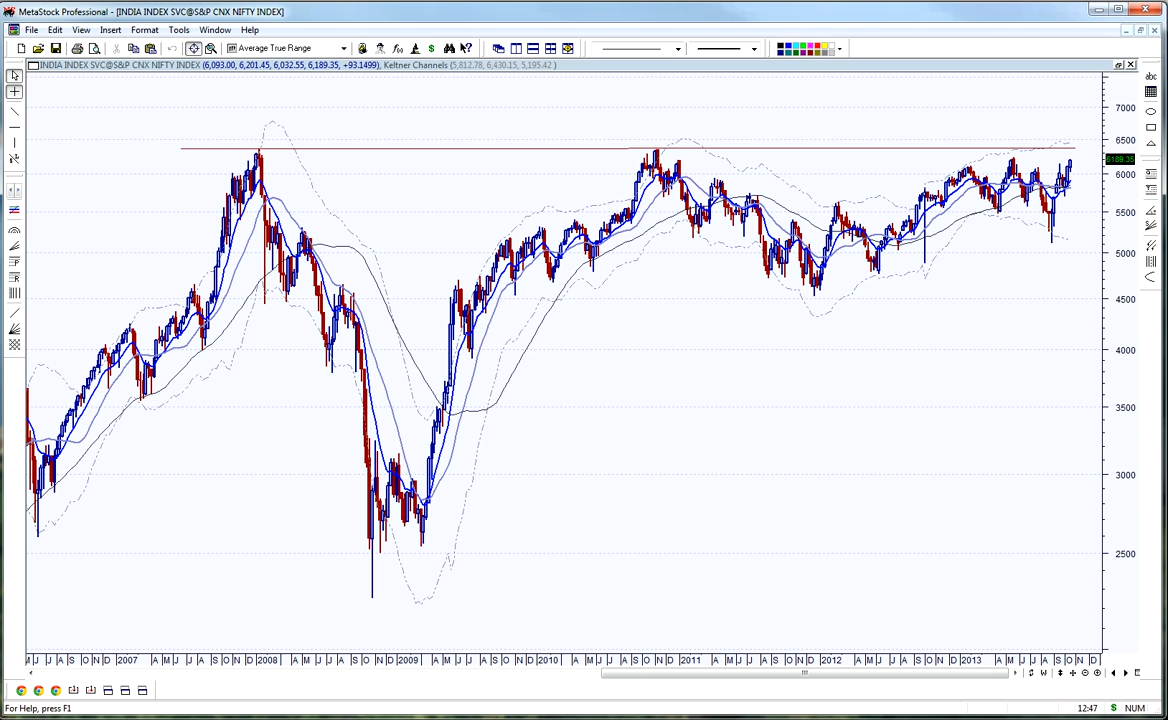 MetaStock Professional - [INDIA INDEX SVC@S&P CNX NIFTY INDEX]
File Edit View Insert Format Tools Window Help
Average True Range
INDIA INDEX SVC@S&P CNX NIFTY INDEX (6,093.00, 6,201.45, 6,032.55, 6,189.35, +93.1499), Keltner Channels (5,812.78, 6,430.15, 5,195.42 )
abc
7000
6500
6189.35
6000
5500
5000
4500
4000
3500
3000
2500
M J J A S O N D 2007 A M J J A S O N D 2008 A M J J A S O N D 2009 A M J J A S O N D 2010 A M J J A S O N D 2011 A M J J A S O N D 2012 A M J J A S O N D 2013 A M J J A S O N D
For Help, press F1
12:47 $ NUM